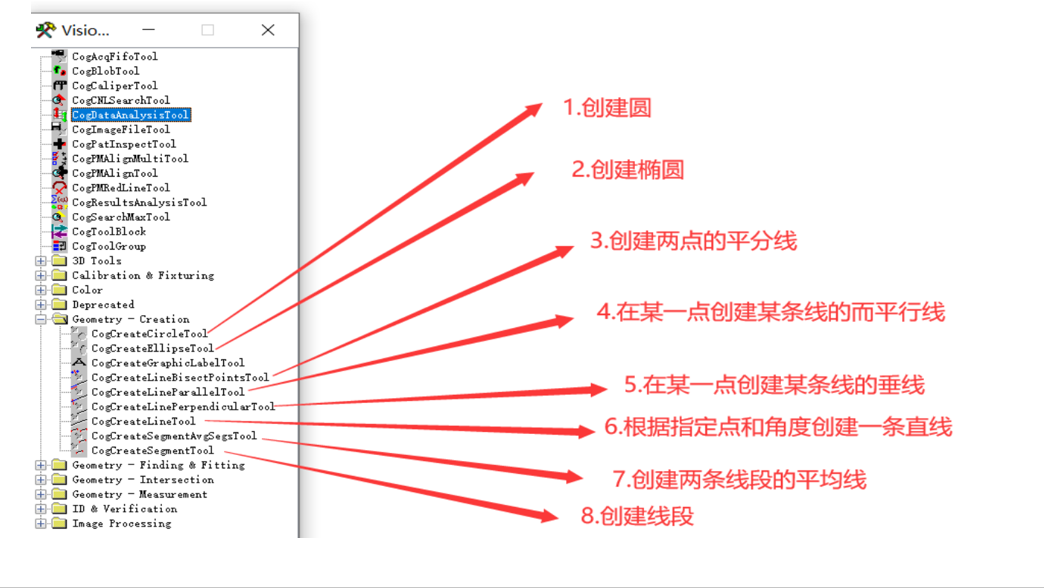 Visio...
CogAcqFifoTool
CogBlobTool
CogCaliperTool
CogCNLSearchTool
CogDataAnalysisTool
CogImageFileTool
CogPatInspectTool
CogPMAlignMultiTool
CogPMAlignTool
CogPMRedLineTool
CogResultsAnalysisTool
CogSearchMaxTool
CogToolBlock
CogToolGroup
3D Tools
Calibration & Fixturing
Color
Deprecated
Geometry - Creation
CogCreateCircleTool
CogCreateEllipseTool
CogCreateGraphicLabelTool
CogCreateLineBisectPointsTool
CogCreateLineParallelTool
CogCreateLinePerpendicularTool
CogCreateLineTool
CogCreateSegmentAvgSegsTool
CogCreateSegmentTool
Geometry - Finding & Fitting
Geometry - Intersection
Geometry - Measurement
ID & Verification
Image Processing
1.创建圆
2.创建椭圆
3.创建两点的平分线
4.在某一点创建某条线的而平行线
5.在某一点创建某条线的垂线
6.根据指定点和角度创建一条直线
7.创建两条线段的平均线
8.创建线段